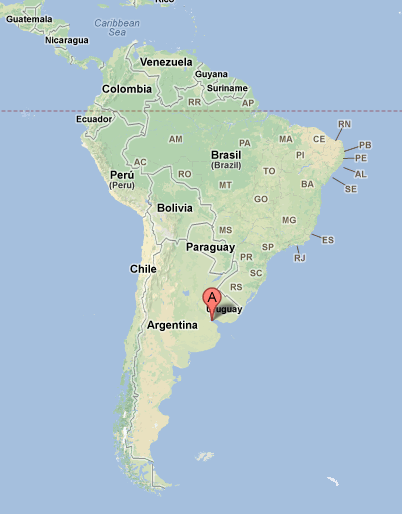 Rico
Guatemala
Caribbean
Sea
Nicaragua
Venezuela
Guyana
Colombia
Suriname
RR
AP
Ecuador
RN
AM
PA
MA
CE
PB
Brasil
(Brazil)
PI
PE
AC
RO
TO
AL
Perú
(Peru)
MT
BA
SE
GO
Bolivia
MG
MS
ES
Paraguay
SP
RJ
PR
Chile
SC
RS
A
Uruguay
Argentina